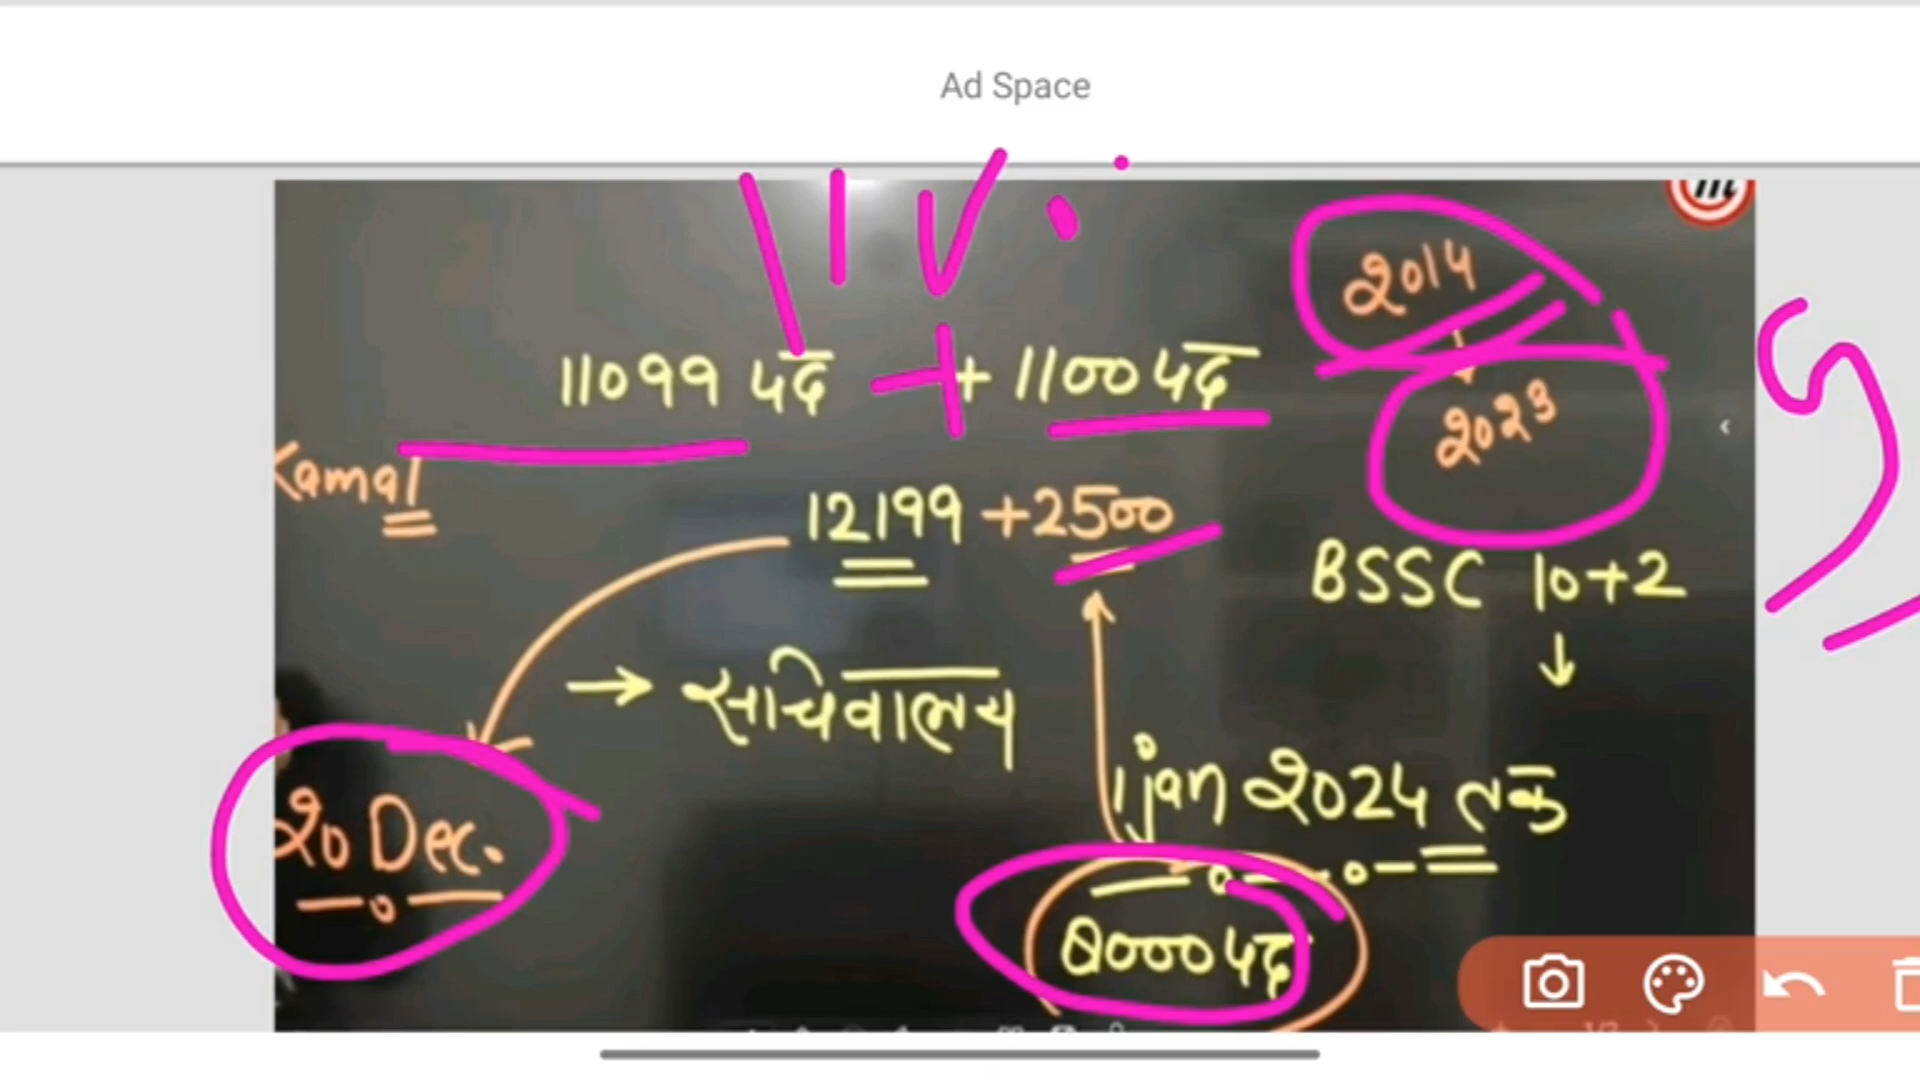 Ad Space
2014
11099 पद + 1100 पद
2023
Kamal
12199 + 2500
BSSC 10+2
→ सचिवालय
1 jan 2024 तक
20 Dec.
8000 पद